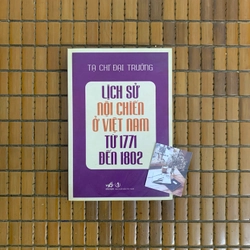 TẠ CHÍ ĐẠI TRƯỜNG
LỊCH SỬ
NỘI CHIẾN
Ở VIỆT NAM
TỪ 1771
ĐẾN 1802